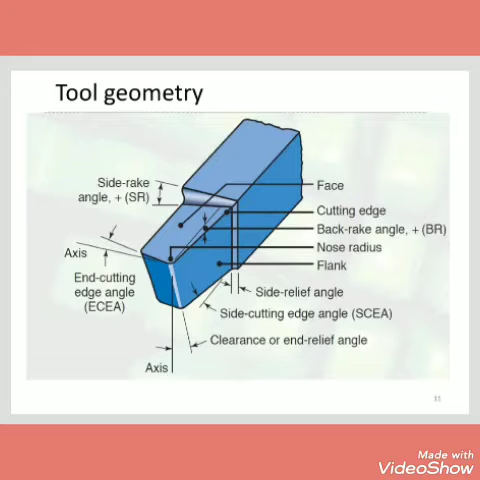 Tool geometry
Side-rake
angle, + (SR)
Face
Cutting edge
Back-rake angle, + (BR)
Nose radius
Flank
Axis
End-cutting
edge angle
(ECEA)
Side-relief angle
Side-cutting edge angle (SCEA)
Clearance or end-relief angle
Axis
11
Made with
VideoShow